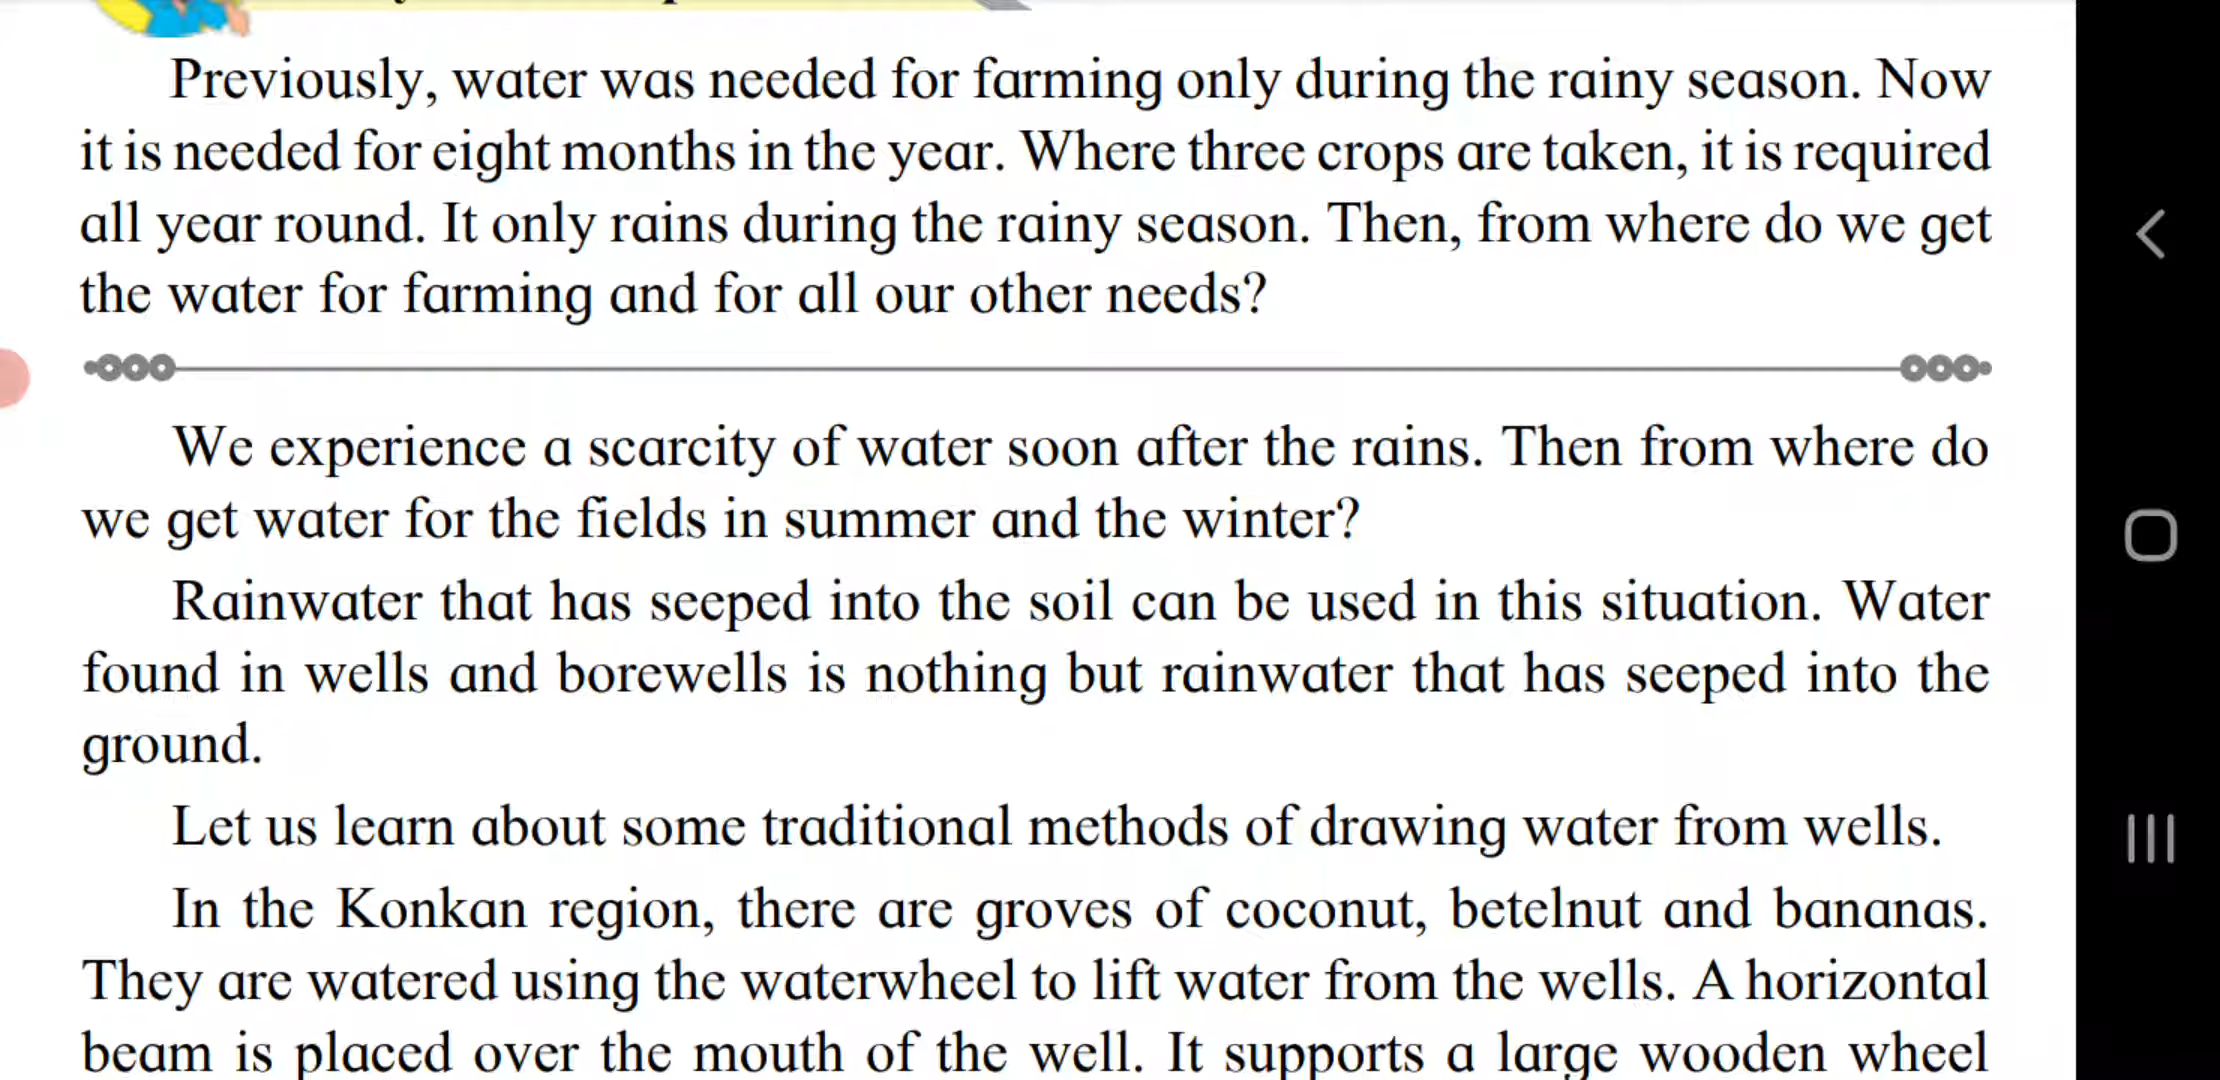 Previously, water was needed for farming only during the rainy season. Now
it is needed for eight months in the year. Where three crops are taken, it is required
all year round. It only rains during the rainy season. Then, from where do we get
the water for farming and for all our other needs?
We experience a scarcity of water soon after the rains. Then from where do
we get water for the fields in summer and the winter?
Rainwater that has seeped into the soil can be used in this situation. Water
found in wells and borewells is nothing but rainwater that has seeped into the
ground.
Let us learn about some traditional methods of drawing water from wells.
In the Konkan region, there are groves of coconut, betelnut and bananas.
They are watered using the waterwheel to lift water from the wells. A horizontal
beam is placed over the mouth of the well. It supports a large wooden wheel